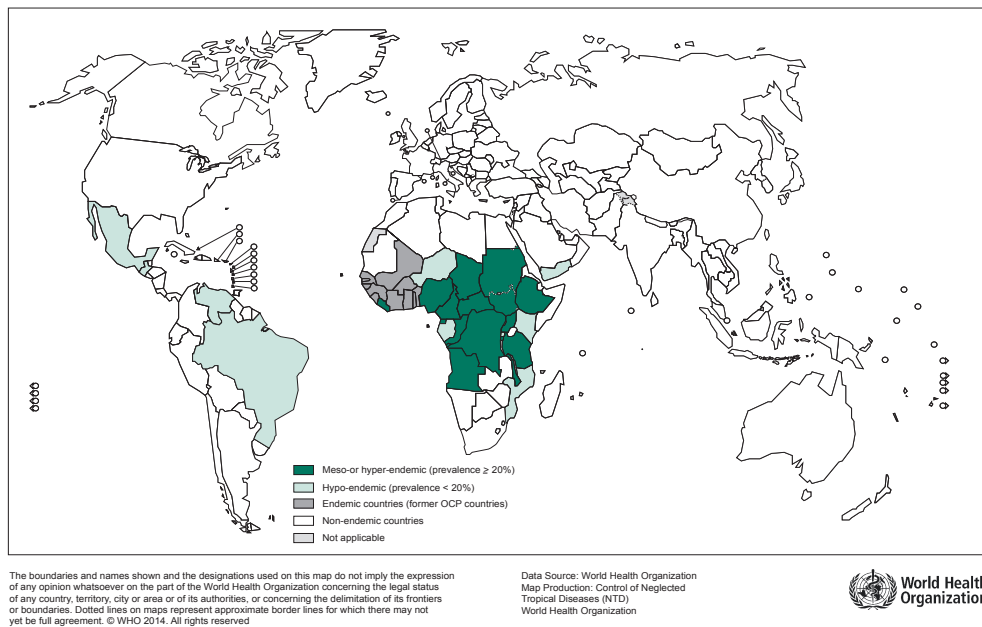 Meso-or hyper-endemic (prevalence ≥ 20%)
Hypo-endemic (prevalence < 20%)
Endemic countries (former OCP countries)
Non-endemic countries
Not applicable
The boundaries and names shown and the designations used on this map do not imply the expression
of any opinion whatsoever on the part of the World Health Organization concerning the legal status
of any country, territory, city or area or of its authorities, or concerning the delimitation of its frontiers
or boundaries. Dotted lines on maps represent approximate border lines for which there may not
yet be full agreement. © WHO 2014. All rights reserved
Data Source: World Health Organization
Map Production: Control of Neglected
Tropical Diseases (NTD)
World Health Organization
World Health
Organization